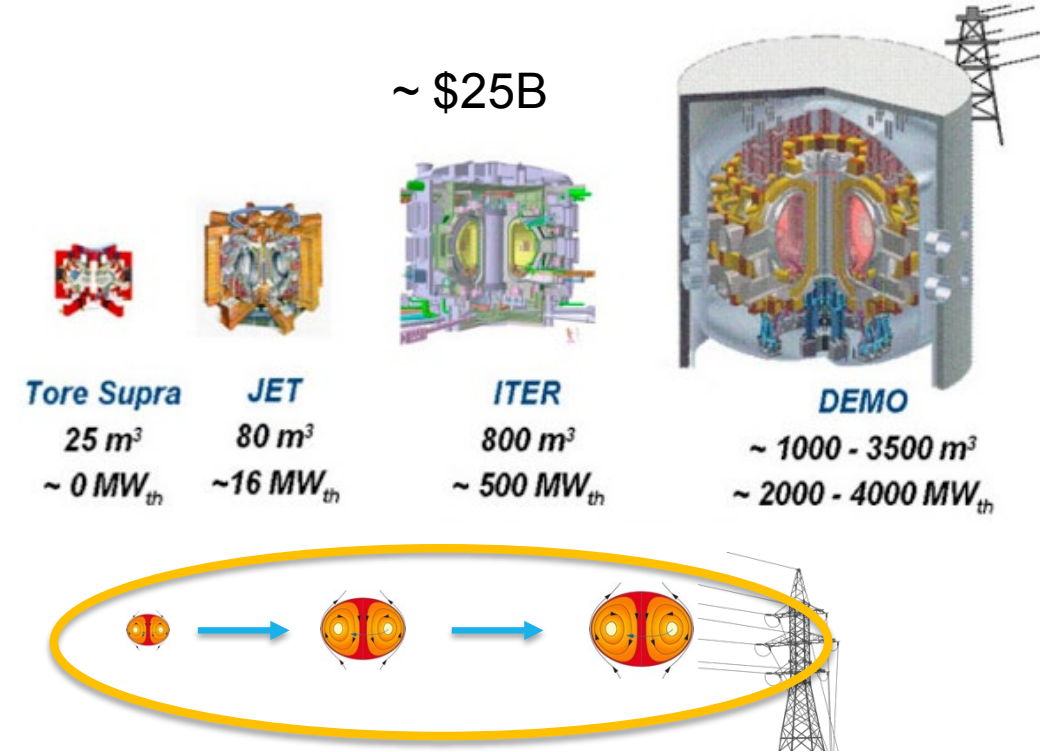 ~ $25B
Tore Supra
25 m³
~ 0 MWth
JET
80 m³
~16 MWth
ITER
800 m³
~ 500 MWth
DEMO
~ 1000 - 3500 m³
~ 2000 - 4000 MWth